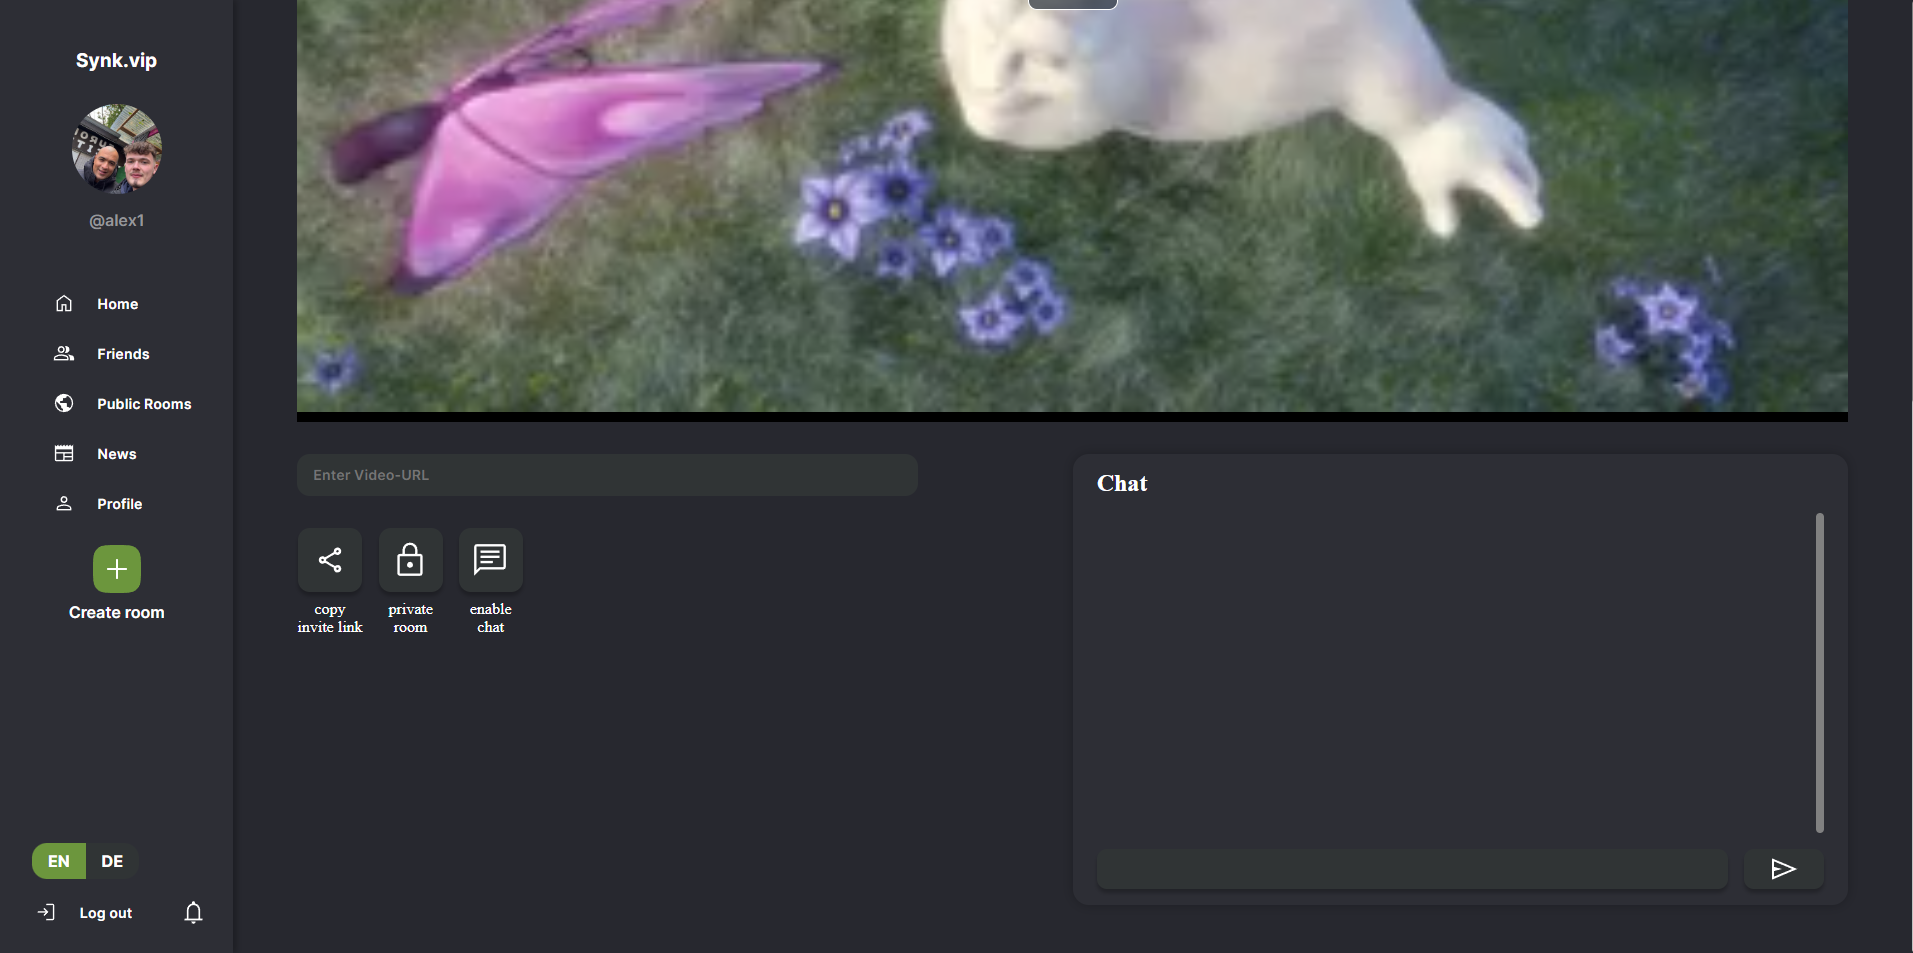 Synk.vip
@alex1
Home
Friends
Public Rooms
News
Profile
Create room
EN DE
Log out
Enter Video-URL
copy
invite link
private
room
enable
chat
Chat